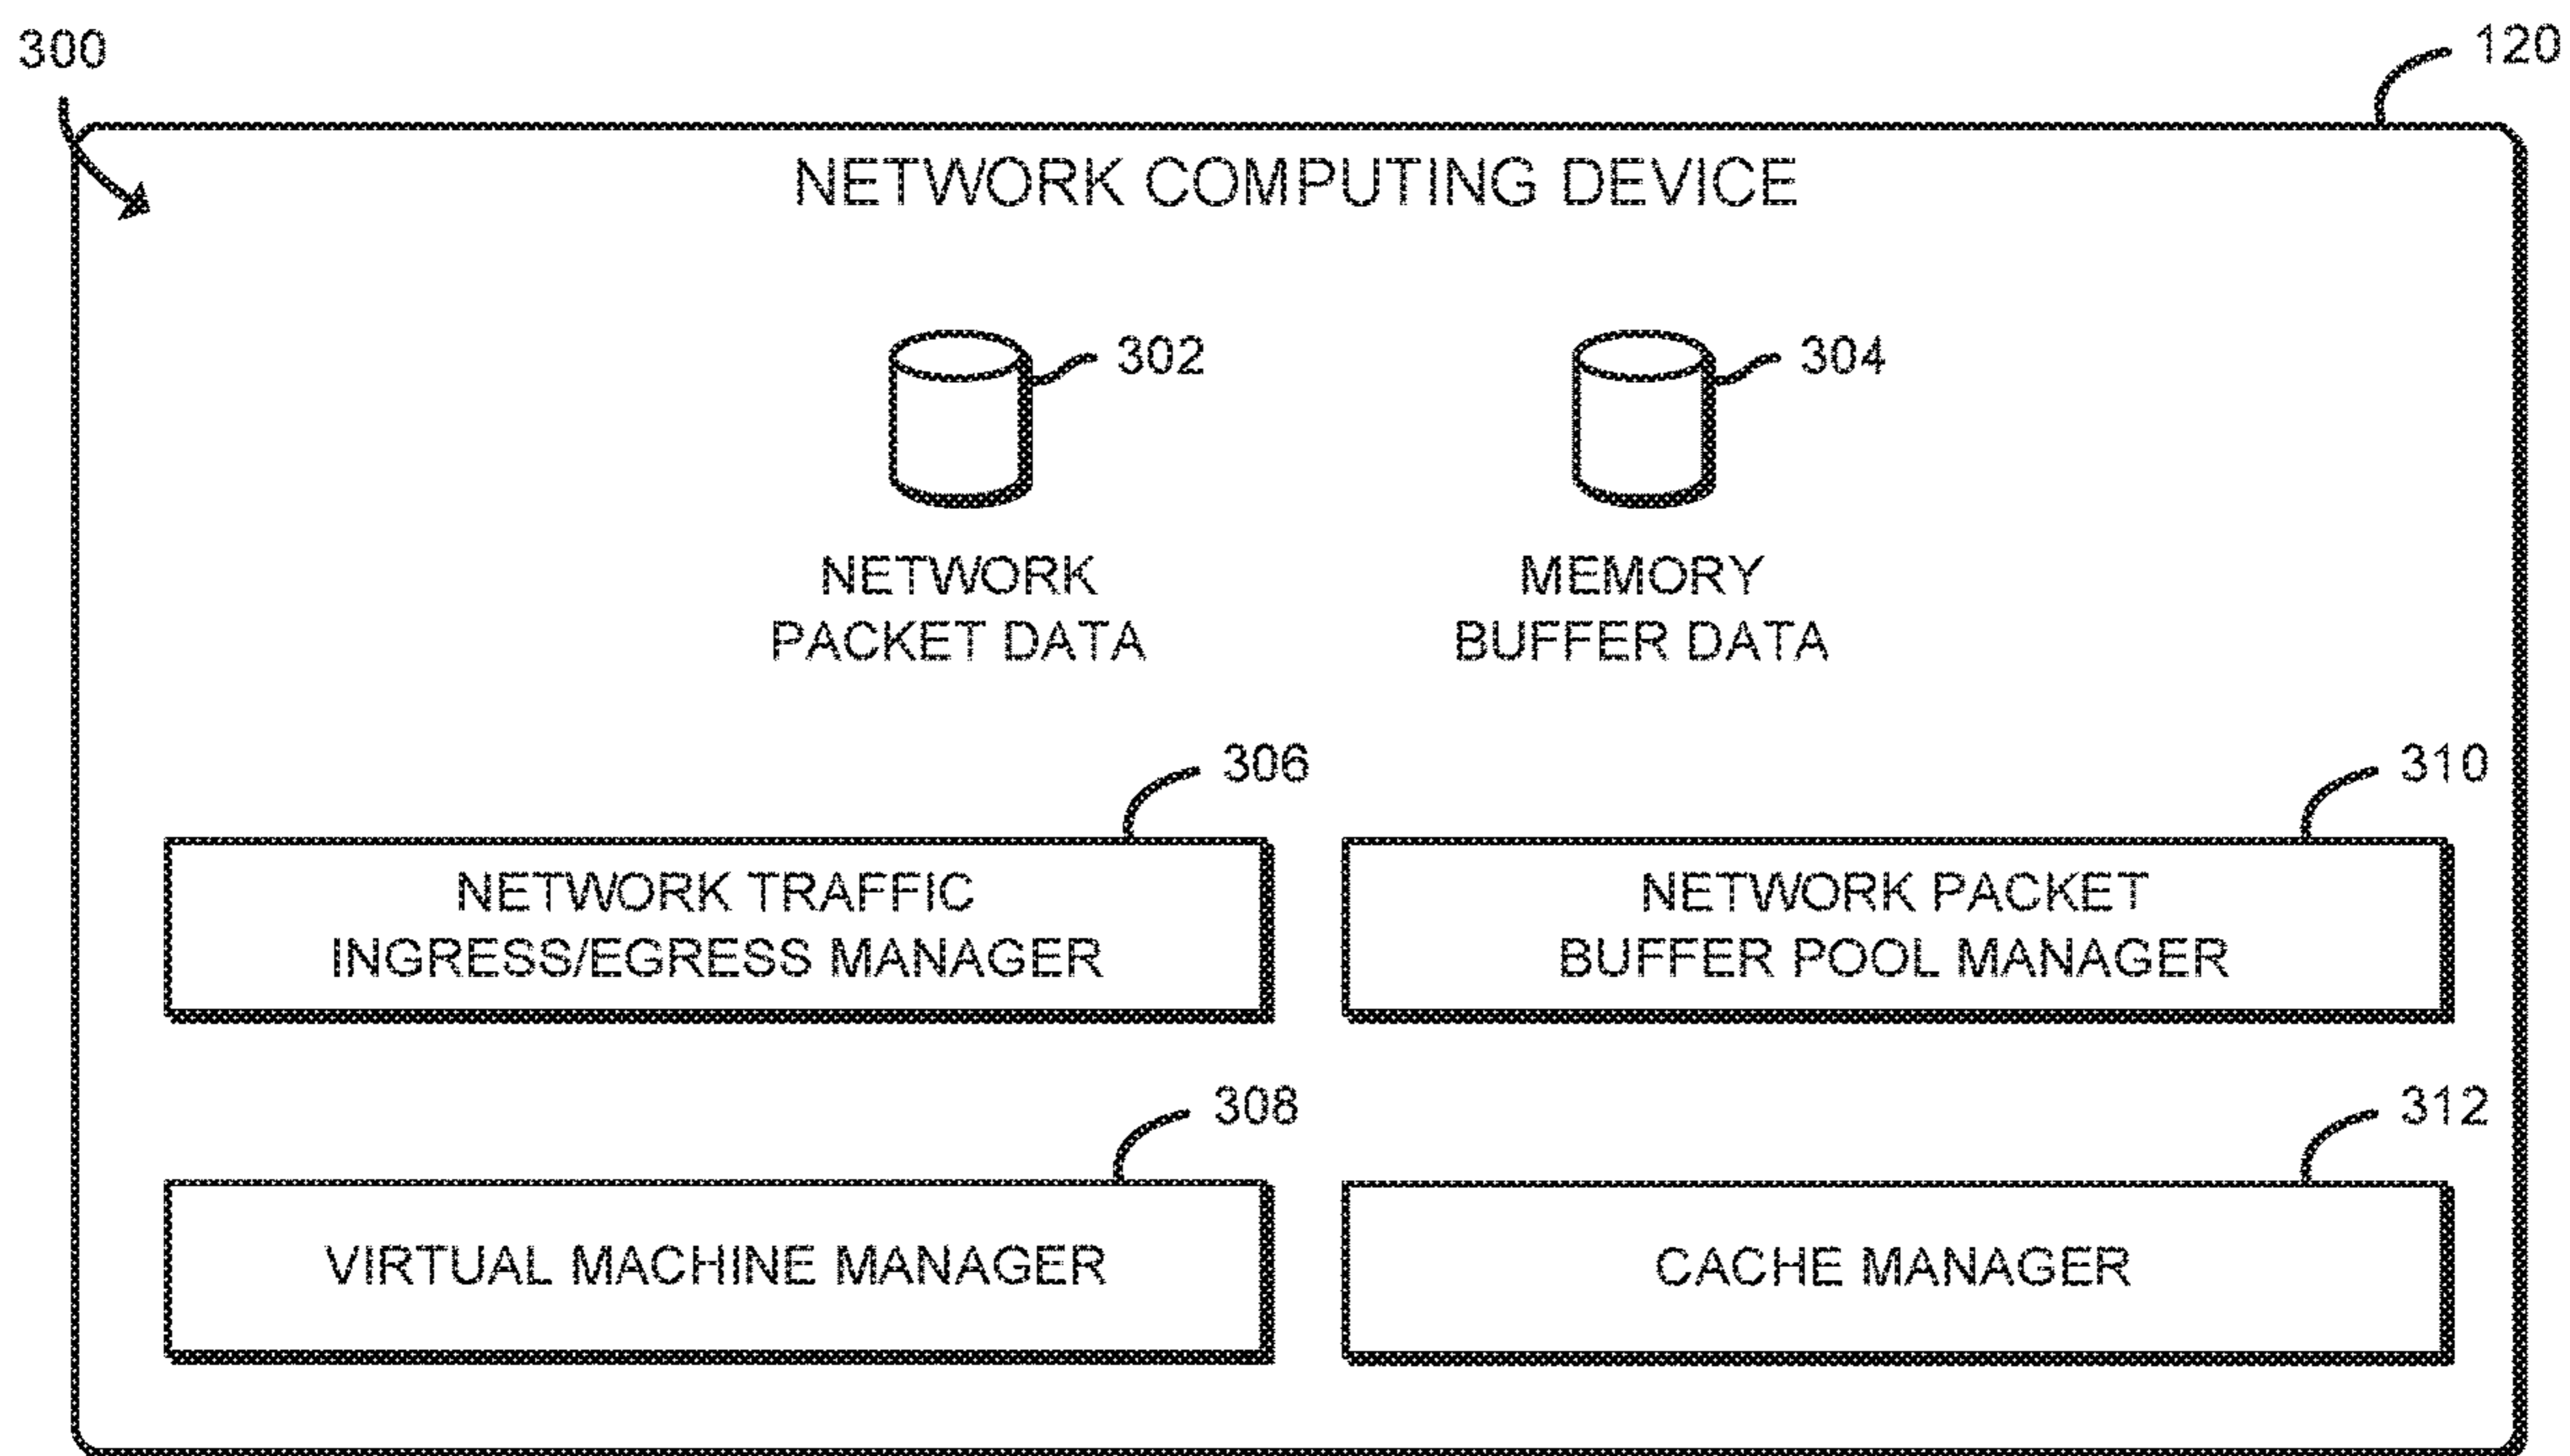 300
120
NETWORK COMPUTING DEVICE
302
304
NETWORK
PACKET DATA
MEMORY
BUFFER DATA
306
310
NETWORK TRAFFIC
INGRESS/EGRESS MANAGER
NETWORK PACKET
BUFFER POOL MANAGER
308
312
VIRTUAL MACHINE MANAGER
CACHE MANAGER